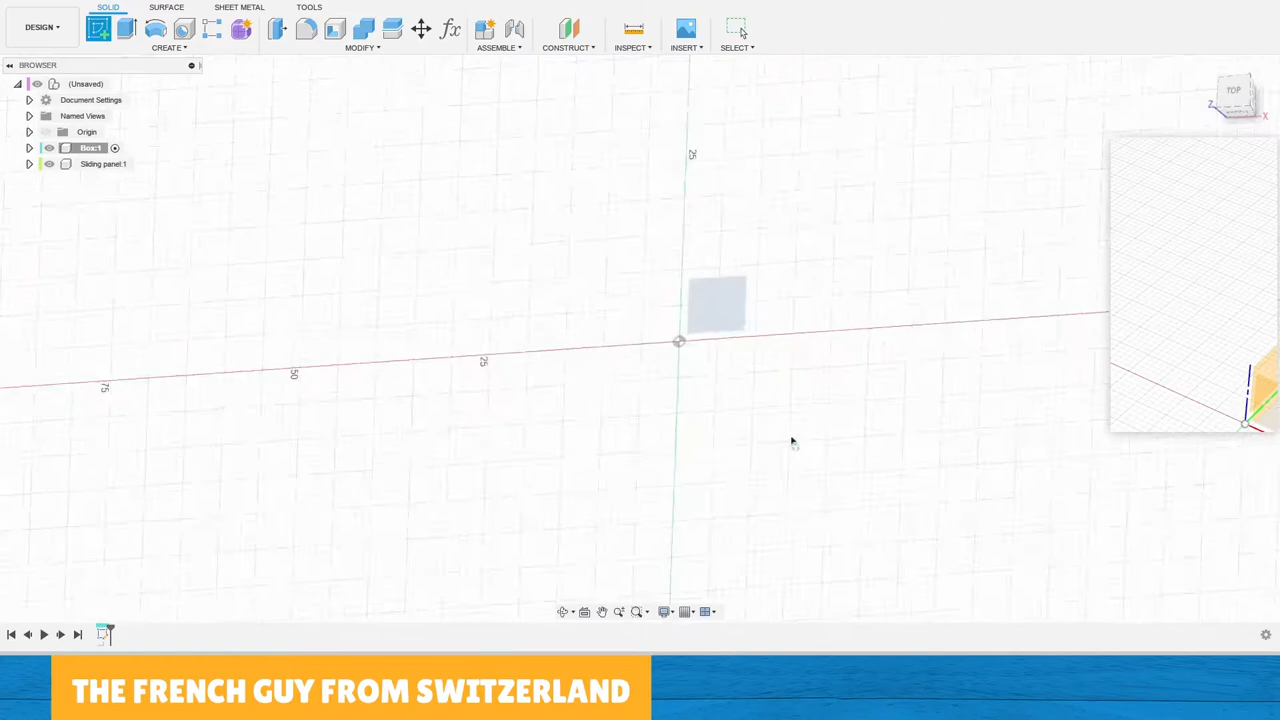 SOLID SURFACE SHEET METAL TOOLS
DESIGN
CREATE MODIFY ASSEMBLE CONSTRUCT INSPECT INSERT SELECT
fx
BROWSER
(Unsaved)
Document Settings
Named Views
Origin
Box:1
Sliding panel:1
TOP
Z
X
25
25
50
75
THE FRENCH GUY FROM SWITZERLAND